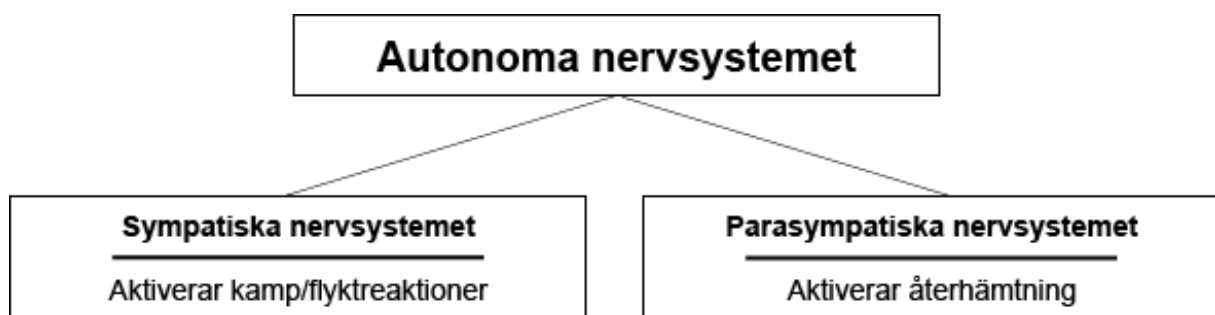 Autonoma nervsystemet
Sympatiska nervsystemet
Aktiverar kamp/flyktreaktioner
Parasympatiska nervsystemet
Aktiverar återhämtning